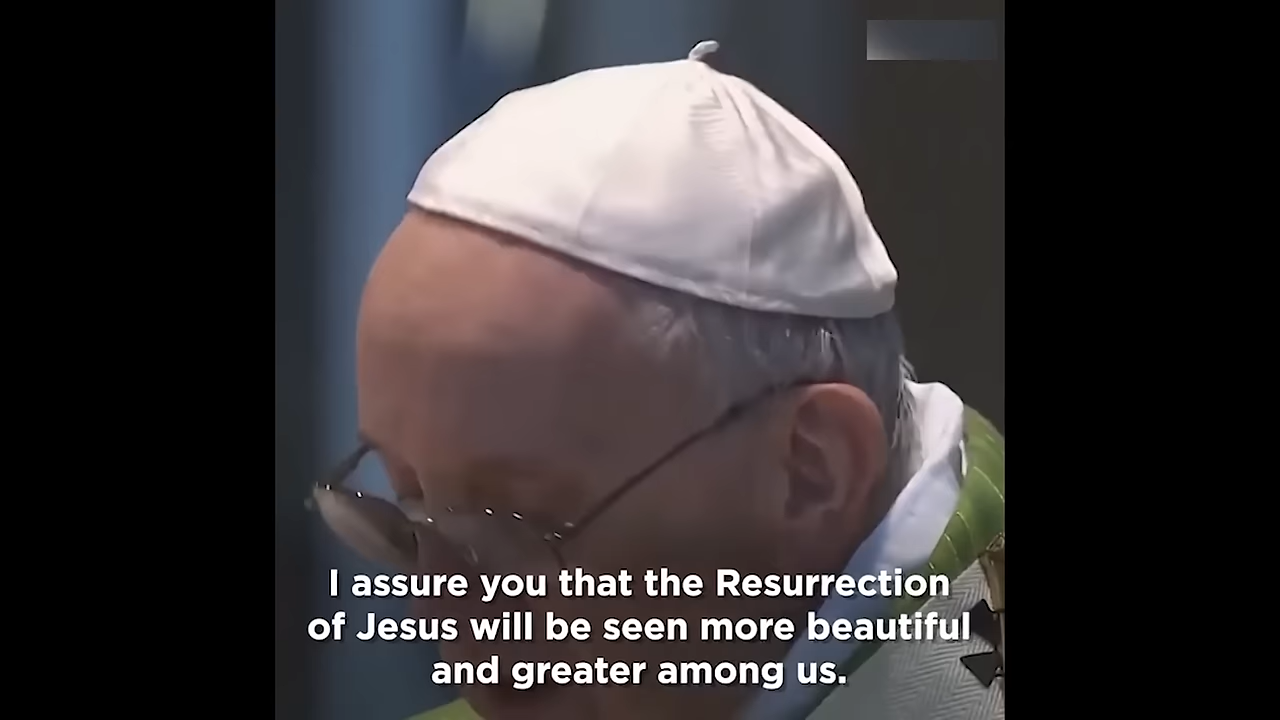 I assure you that the Resurrection
of Jesus will be seen more beautiful
and greater among us.